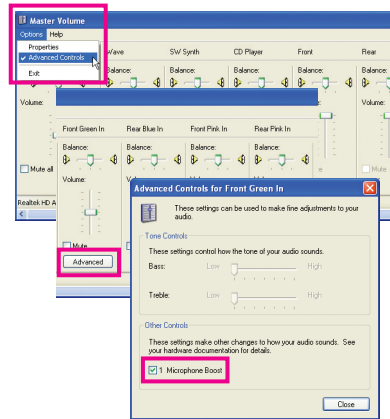 Master Volume
Options Help
Properties
Advanced Controls
Exit
Wave
SW Synth
CD Player
Front
Rear
Balance:
Balance:
Balance:
Balance:
Balance:
Volume:
Volume:
Mute all
Mute
Realtek HD A
Front Green In
Rear Blue In
Front Pink In
Rear Pink In
Balance:
Balance:
Balance:
Balance:
Volume:
Mute
Advanced
Advanced Controls for Front Green In
These settings can be used to make fine adjustments to your
audio.
Tone Controls
These settings control how the tone of your audio sounds.
Bass: Low High
Treble: Low High
Other Controls
These settings make other changes to how your audio sounds. See
your hardware documentation for details.
1 Microphone Boost
Close